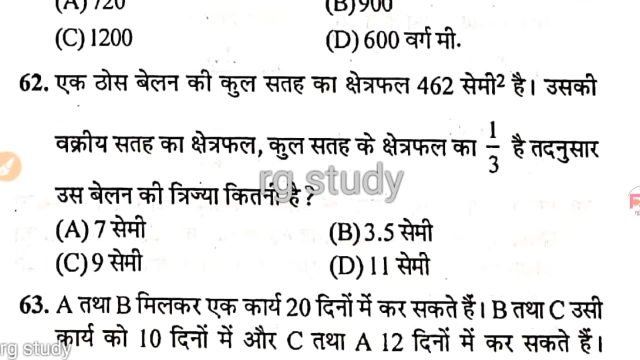 (A) 720 (B) 900
(C) 1200 (D) 600 वर्ग मी.
62. एक ठोस बेलन की कुल सतह का क्षेत्रफल 462 सेमी² है। उसकी
वक्रीय सतह का क्षेत्रफल, कुल सतह के क्षेत्रफल का 1/3 है तदनुसार
उस बेलन की त्रिज्या कितनी है ?
rg study
(A) 7 सेमी (B) 3.5 सेमी
(C) 9 सेमी (D) 11 सेमी
63. A तथा B मिलकर एक कार्य 20 दिनों में कर सकते हैं। B तथा C उसी
कार्य को 10 दिनों में और C तथा A 12 दिनों में कर सकते हैं।
rg study